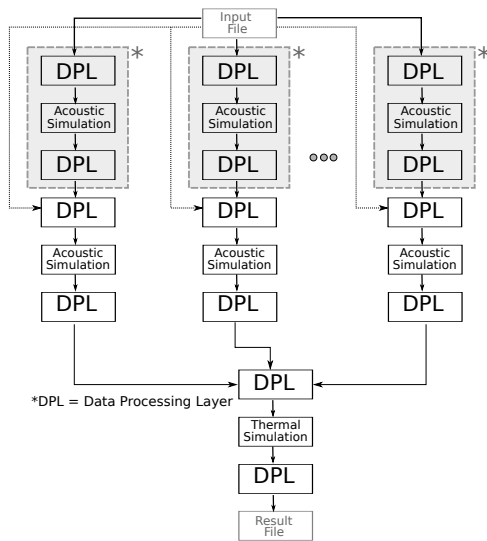 Input
File
* * *
DPL DPL DPL
Acoustic Acoustic Acoustic
Simulation Simulation Simulation
DPL DPL DPL
DPL DPL DPL
Acoustic Acoustic Acoustic
Simulation Simulation Simulation
DPL DPL DPL
DPL
*DPL = Data Processing Layer
Thermal
Simulation
DPL
Result
File